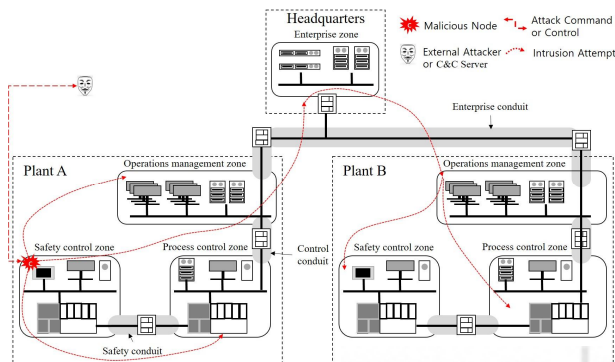 Headquarters
Enterprise zone
C
Malicious Node
Attack Command
or Control
External Attacker
or C&C Server
Intrusion Attempt
Enterprise conduit
Plant A
Operations management zone
Plant B
Operations management zone
C
Safety control zone
Process control zone
Control
conduit
Safety control zone
Process control zone
Safety conduit